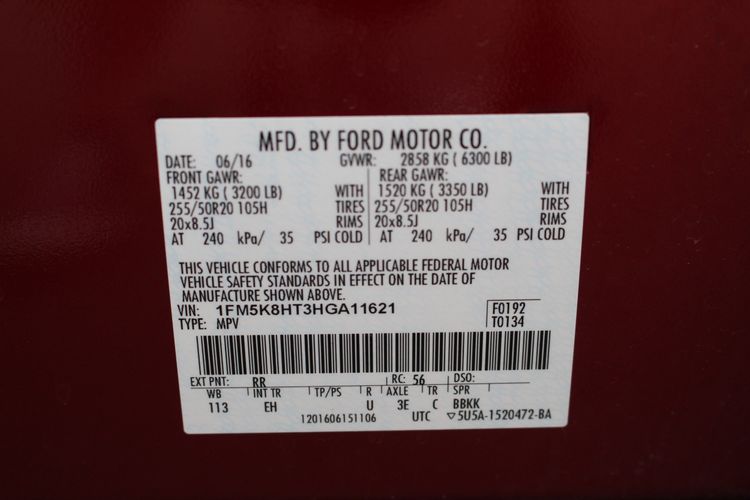 MFD. BY FORD MOTOR CO.
DATE: 06/16 GVWR: 2858 KG ( 6300 LB)
FRONT GAWR: REAR GAWR:
1452 KG ( 3200 LB) WITH 1520 KG ( 3350 LB) WITH
255/50R20 105H TIRES 255/50R20 105H TIRES
20x8.5J RIMS 20x8.5J RIMS
AT 240 kPa/ 35 PSI COLD AT 240 kPa/ 35 PSI COLD
THIS VEHICLE CONFORMS TO ALL APPLICABLE FEDERAL MOTOR
VEHICLE SAFETY STANDARDS IN EFFECT ON THE DATE OF
MANUFACTURE SHOWN ABOVE.
VIN: 1FM5K8HT3HGA11621 F0192
TYPE: MPV T0134
EXT PNT: RR RC: 56 DSO:
WB INT TR TP/PS R AXLE TR SPR
113 EH U 3E C BBKK
1201606151106 UTC ▽5U5A-1520472-BA